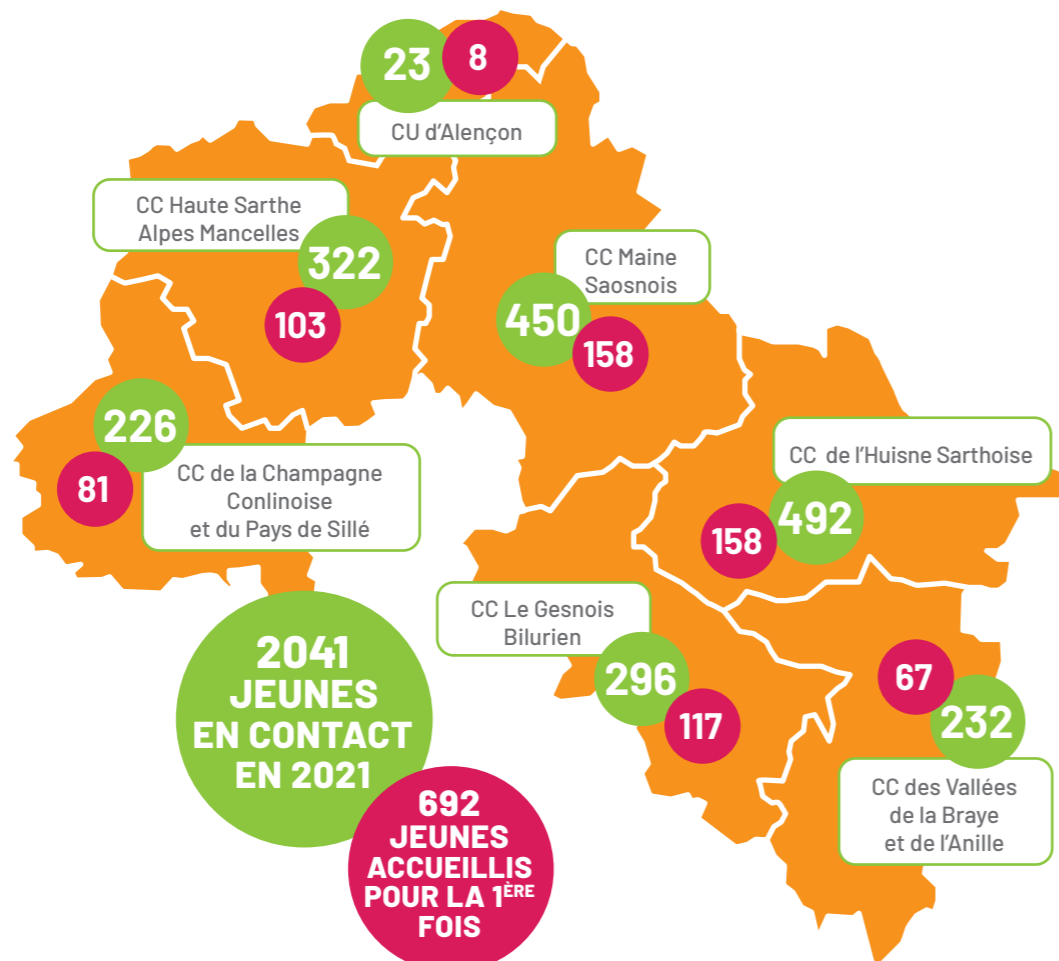 23
8
CU d'Alençon
CC Haute Sarthe
Alpes Mancelles
322
103
CC Maine
Saosnois
450
158
226
81
CC de la Champagne
Conlinoise
et du Pays de Sillé
CC de l'Huisne Sarthoise
158
492
CC Le Gesnois
Bilurien
296
117
67
232
CC des Vallées
de la Braye
et de l'Anille
2041
JEUNES
EN CONTACT
EN 2021
692
JEUNES
ACCUEILLIS
POUR LA 1ÈRE
FOIS